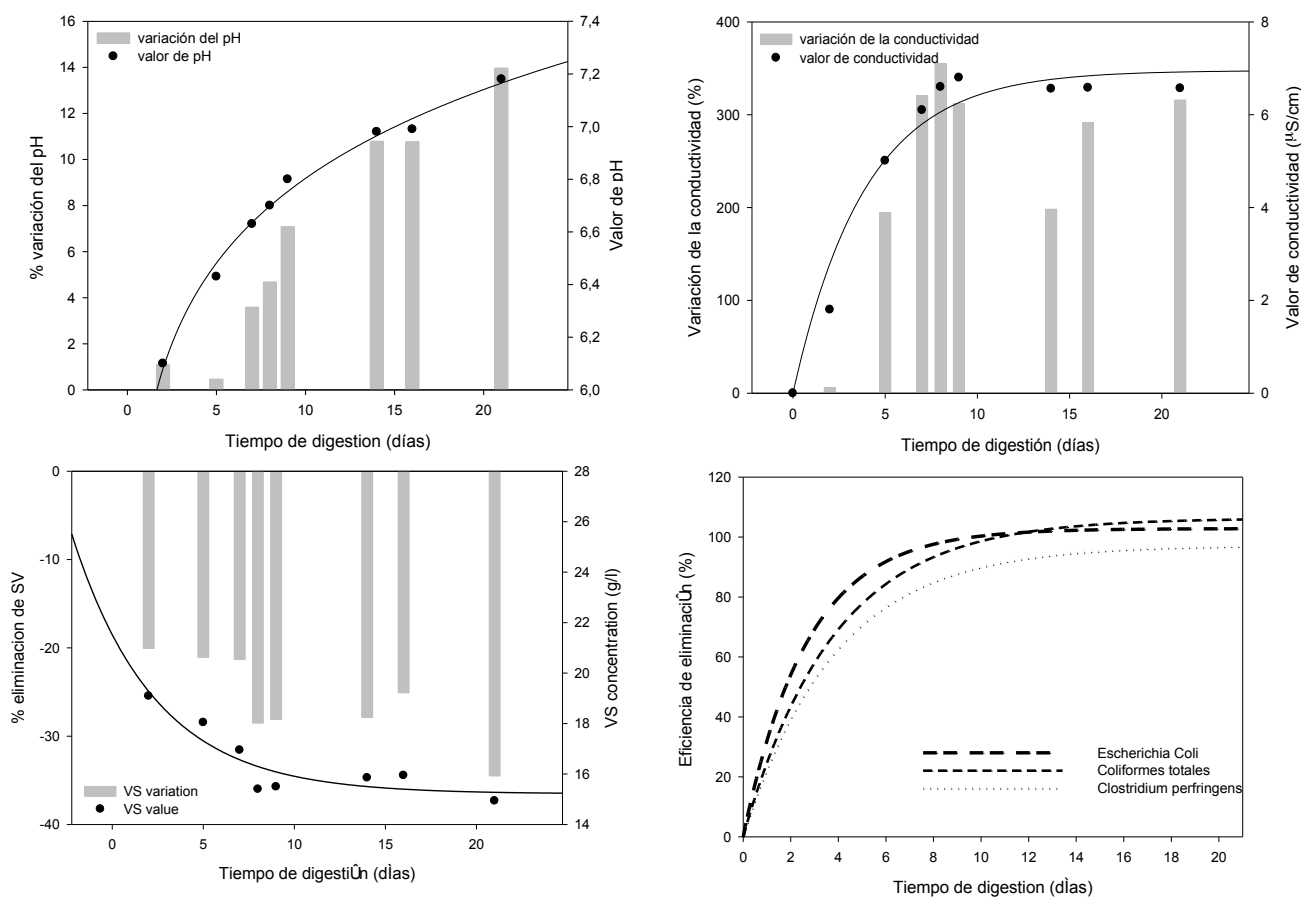 16
14
12
10
8
6
4
2
0
% variación del pH
variación del pH
valor de pH
7,4
7,2
7,0
6,8
6,6
6,4
6,2
6,0
Valor de pH
0 5 10 15 20
Tiempo de digestion (días)
400
300
200
100
0
Variación de la conductividad (%)
variación de la conductividad
valor de conductividad
8
6
4
2
0
Valor de conductividad (µS/cm)
0 5 10 15 20
Tiempo de digestión (días)
0
-10
-20
-30
-40
% eliminacion de SV
VS variation
VS value
28
26
24
22
20
18
16
14
VS concentration (g/l)
0 5 10 15 20
Tiempo de digestiÛn (dÌas)
120
100
80
60
40
20
0
Eficiencia de eliminaciÛn (%)
Escherichia Coli
Coliformes totales
Clostridium perfringens
0 2 4 6 8 10 12 14 16 18 20
Tiempo de digestion (dÌas)